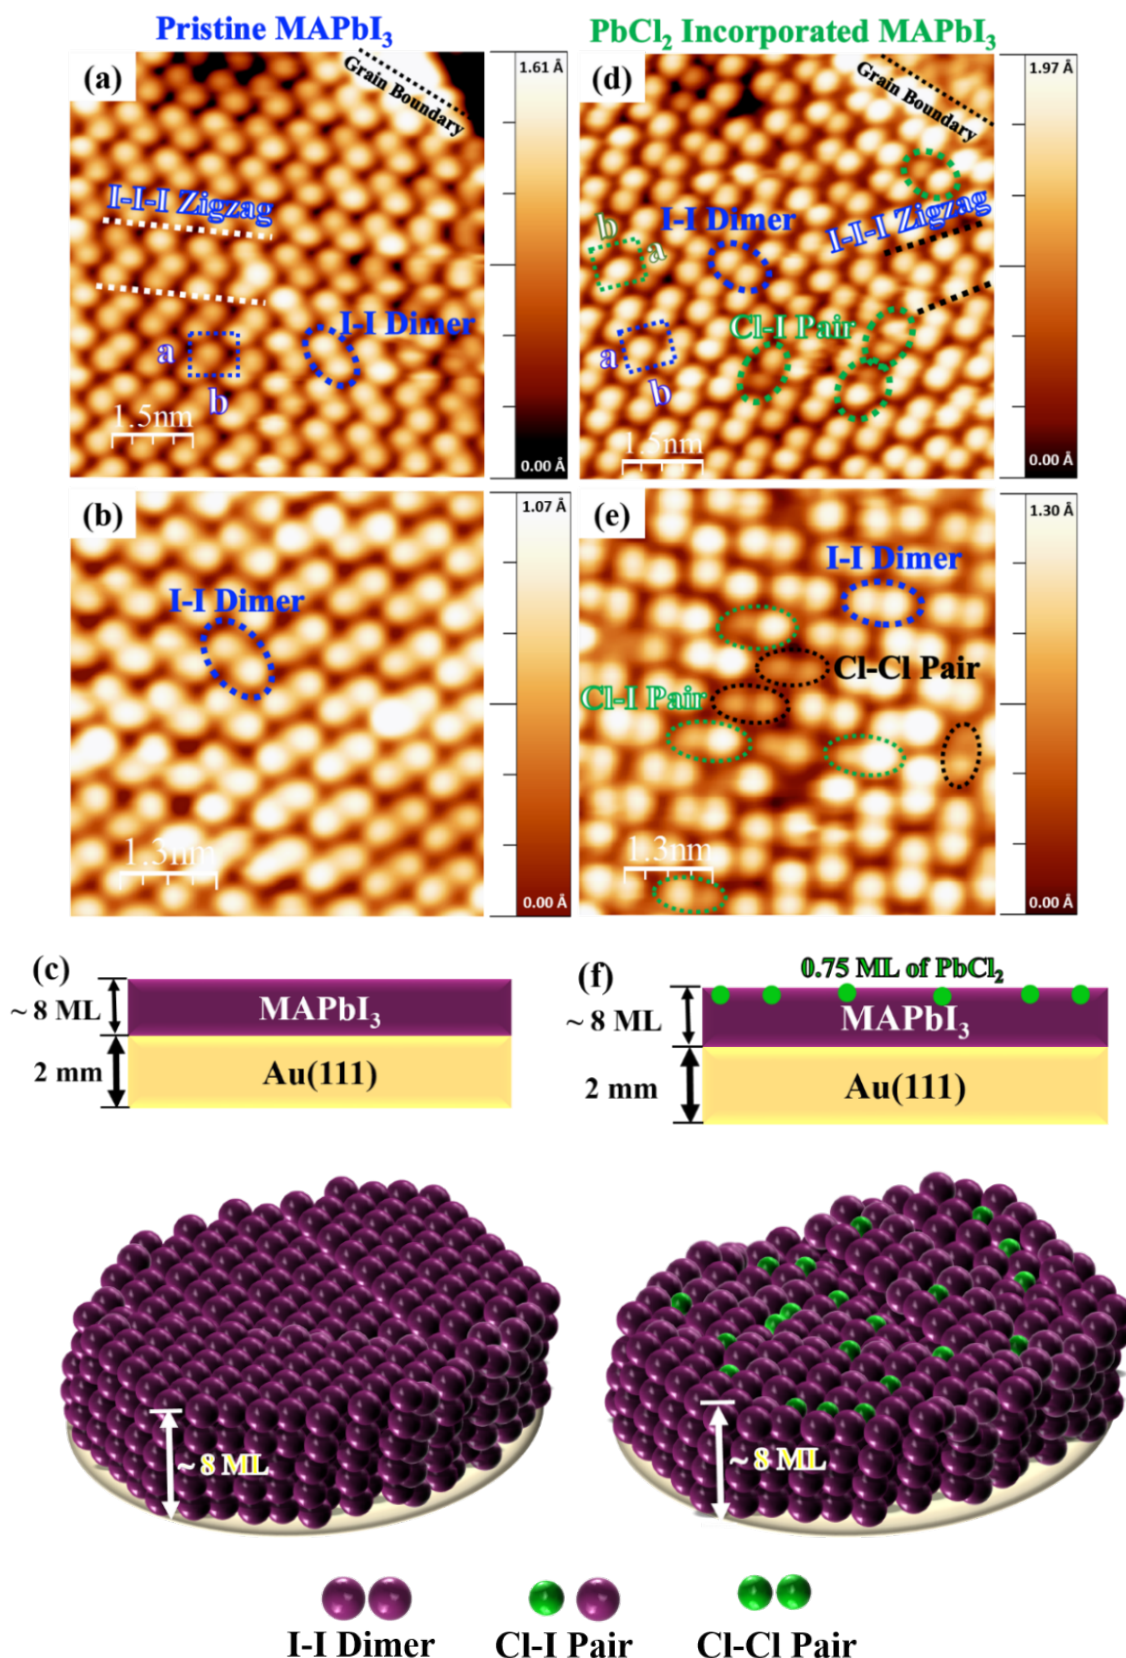 Pristine MAPbI₃
PbCl₂ Incorporated MAPbI₃
(a)
Grain Boundary
I-I-I Zigzag
I-I Dimer
a
b
1.5nm
1.61 Å
0.00 Å
(d)
Grain Boundary
I-I Dimer
I-I-I Zigzag
b
a
Cl-I Pair
a
b
1.5nm
1.97 Å
0.00 Å
(b)
I-I Dimer
1.3nm
1.07 Å
0.00 Å
(e)
I-I Dimer
Cl-Cl Pair
Cl-I Pair
1.3nm
1.30 Å
0.00 Å
(c)
~ 8 ML
MAPbI₃
2 mm
Au(111)
~ 8 ML
(f)
0.75 ML of PbCl₂
~ 8 ML
MAPbI₃
2 mm
Au(111)
~ 8 ML
I-I Dimer
Cl-I Pair
Cl-Cl Pair